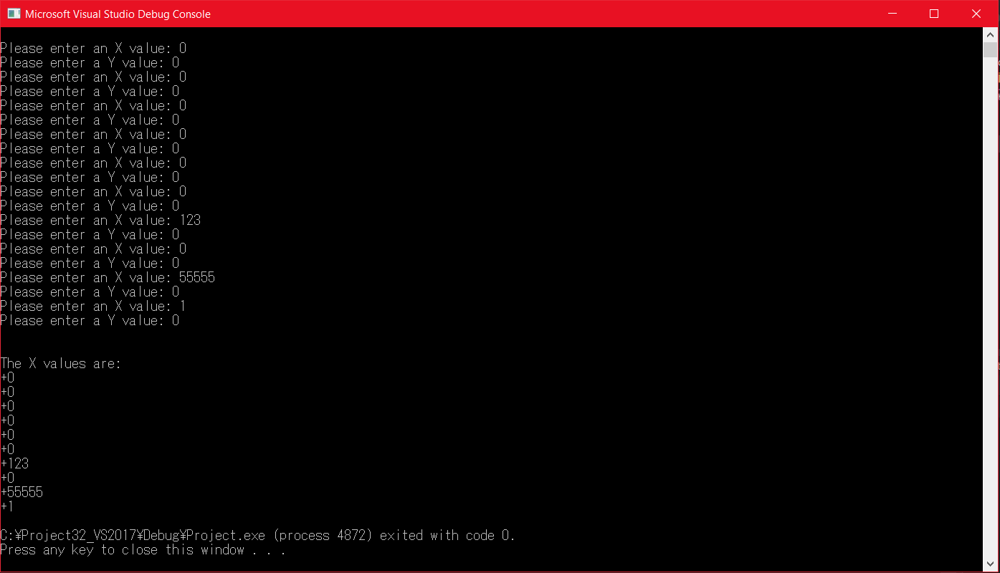 Microsoft Visual Studio Debug Console
Please enter an X value: 0
Please enter a Y value: 0
Please enter an X value: 0
Please enter a Y value: 0
Please enter an X value: 0
Please enter a Y value: 0
Please enter an X value: 0
Please enter a Y value: 0
Please enter an X value: 0
Please enter a Y value: 0
Please enter an X value: 0
Please enter a Y value: 0
Please enter an X value: 123
Please enter a Y value: 0
Please enter an X value: 0
Please enter a Y value: 0
Please enter an X value: 55555
Please enter a Y value: 0
Please enter an X value: 1
Please enter a Y value: 0
The X values are:
+0
+0
+0
+0
+0
+0
+123
+0
+55555
+1
C:¥Project32_VS2017¥Debug¥Project.exe (process 4872) exited with code 0.
Press any key to close this window . . .